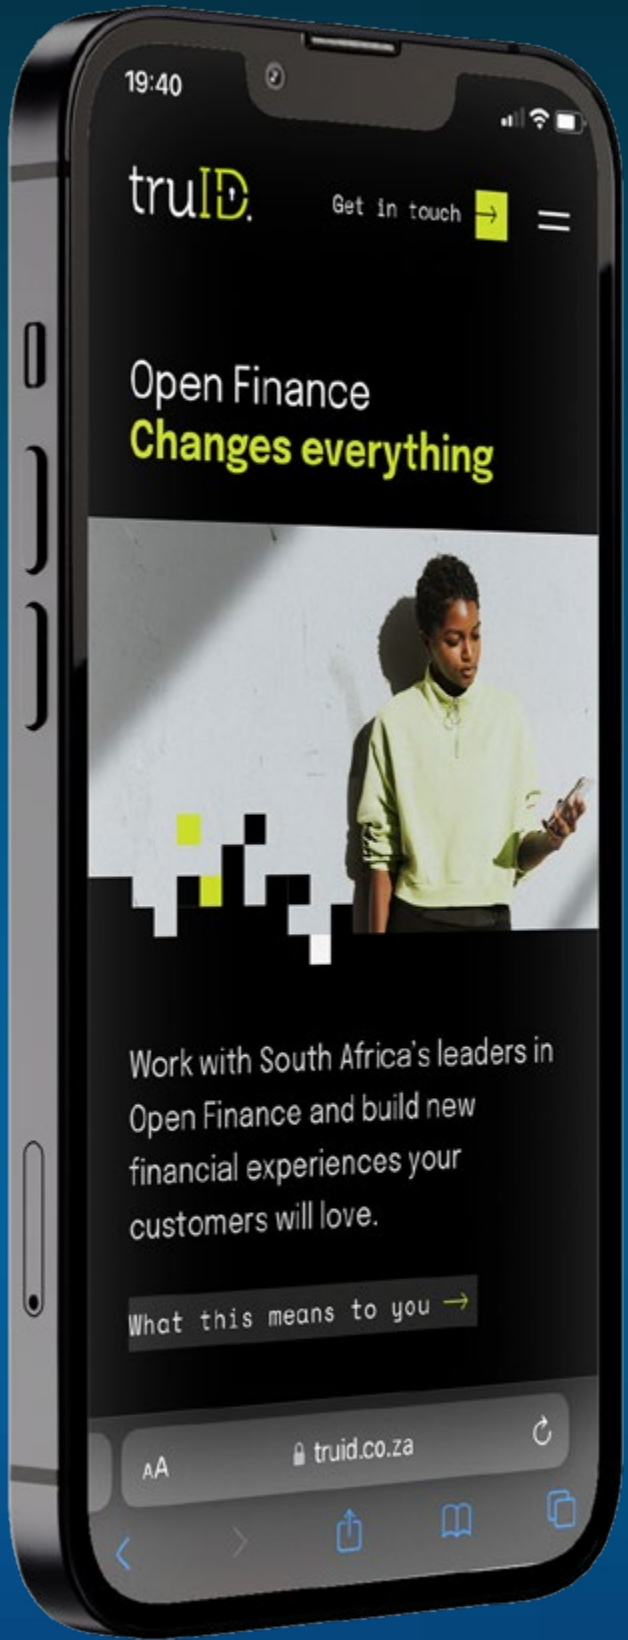 19:40
truID.
Get in touch →
Open Finance
Changes everything
Work with South Africa's leaders in
Open Finance and build new
financial experiences your
customers will love.
What this means to you →
AA
truid.co.za